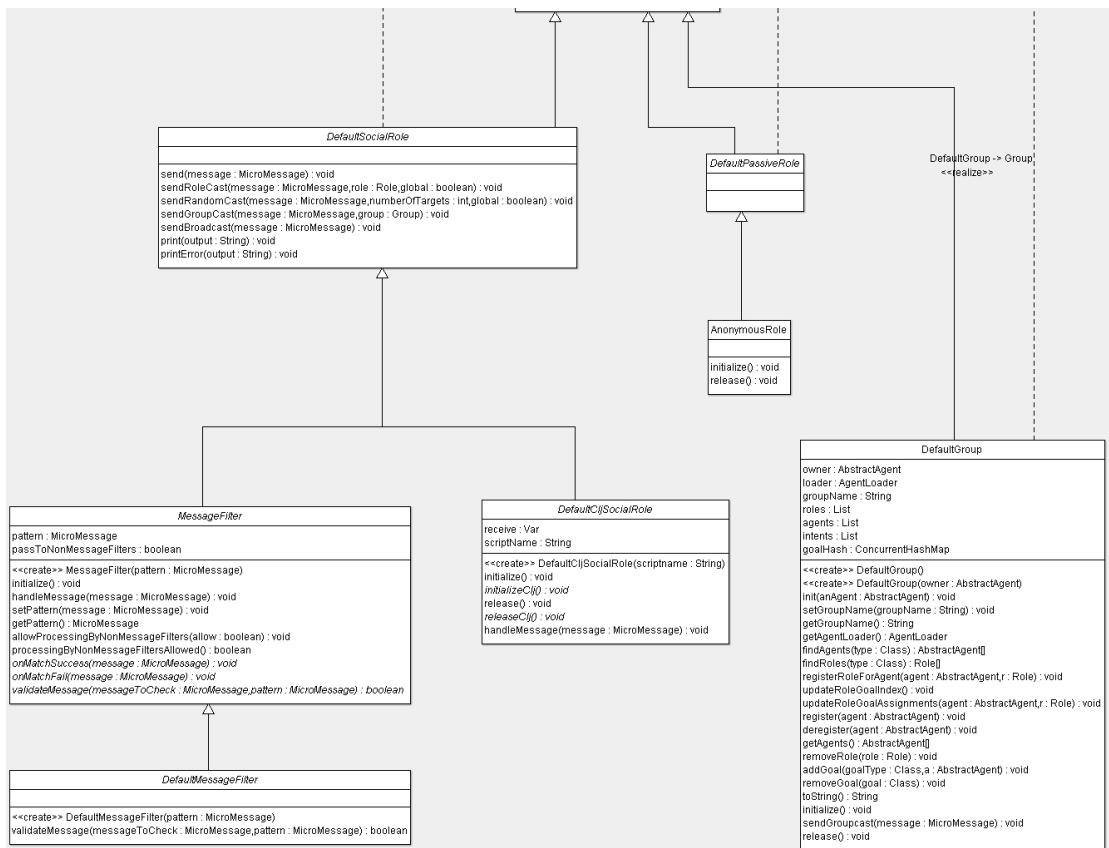 DefaultSocialRole
send(message : MicroMessage) : void
sendRoleCast(message : MicroMessage,role : Role,global : boolean) : void
sendRandomCast(message : MicroMessage,numberOfTargets : int,global : boolean) : void
sendGroupCast(message : MicroMessage,group : Group) : void
sendBroadcast(message : MicroMessage) : void
print(output : String) : void
printError(output : String) : void
DefaultPassiveRole
DefaultGroup -> Group
<<realize>>
AnonymousRole
initialize() : void
release() : void
MessageFilter
pattern : MicroMessage
passToNonMessageFilters : boolean
<<create>> MessageFilter(pattern : MicroMessage)
initialize() : void
handleMessage(message : MicroMessage) : void
setPattern(message : MicroMessage) : void
getPattern() : MicroMessage
allowProcessingByNonMessageFilters(allow : boolean) : void
processingByNonMessageFiltersAllowed() : boolean
onMatchSuccess(message : MicroMessage) : void
onMatchFail(message : MicroMessage) : void
validateMessage(messageToCheck : MicroMessage,pattern : MicroMessage) : boolean
DefaultCljSocialRole
receive : Var
scriptName : String
<<create>> DefaultCljSocialRole(scriptname : String)
initialize() : void
initializeClj() : void
release() : void
releaseClj() : void
handleMessage(message : MicroMessage) : void
DefaultMessageFilter
<<create>> DefaultMessageFilter(pattern : MicroMessage)
validateMessage(messageToCheck : MicroMessage,pattern : MicroMessage) : boolean
DefaultGroup
owner : AbstractAgent
loader : AgentLoader
groupName : String
roles : List
agents : List
intents : List
goalHash : ConcurrentHashMap
<<create>> DefaultGroup()
<<create>> DefaultGroup(owner : AbstractAgent)
init(anAgent : AbstractAgent) : void
setGroupName(groupName : String) : void
getGroupName() : String
getAgentLoader() : AgentLoader
findAgents(type : Class) : AbstractAgent[]
findRoles(type : Class) : Role[]
registerRoleForAgent(agent : AbstractAgent,r : Role) : void
updateRoleGoalIndex() : void
updateRoleGoalAssignments(agent : AbstractAgent,r : Role) : void
register(agent : AbstractAgent) : void
deregister(agent : AbstractAgent) : void
getAgents() : AbstractAgent[]
removeRole(role : Role) : void
addGoal(goalType : Class,a : AbstractAgent) : void
removeGoal(goal : Class) : void
toString() : String
initialize() : void
sendGroupcast(message : MicroMessage) : void
release() : void